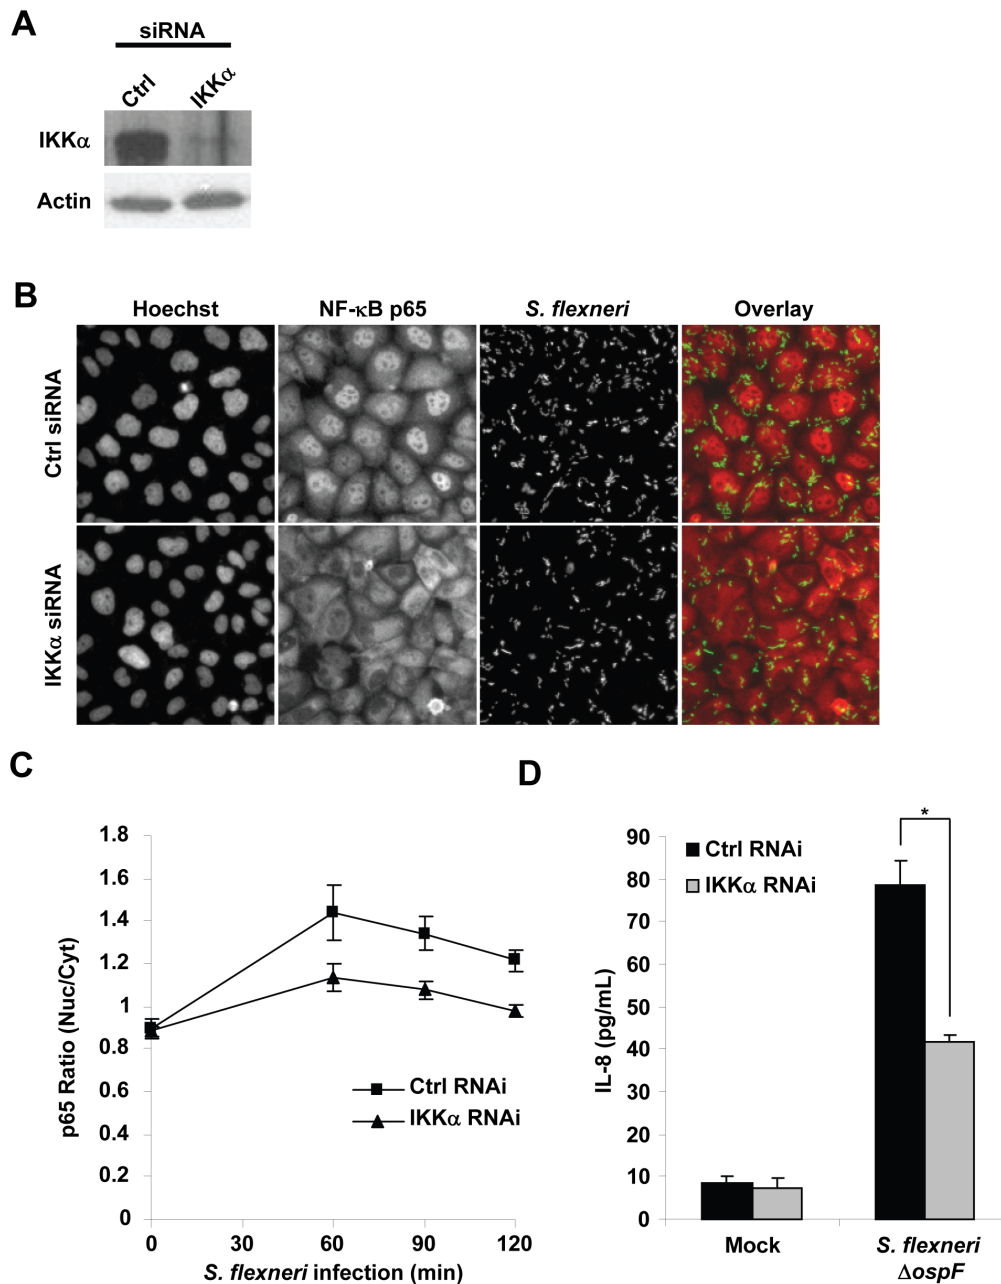 A
siRNA
Ctrl
IKKα
IKKα
Actin
B
Hoechst
NF-κB p65
S. flexneri
Overlay
Ctrl siRNA
IKKα siRNA
C
p65 Ratio (Nuc/Cyt)
1.8
1.6
1.4
1.2
1
0.8
0.6
0.4
0.2
0
Ctrl RNAi
IKKα RNAi
0
30
60
90
120
S. flexneri infection (min)
D
IL-8 (pg/mL)
90
80
70
60
50
40
30
20
10
0
Ctrl RNAi
IKKα RNAi
*
Mock
S. flexneri
ΔospF